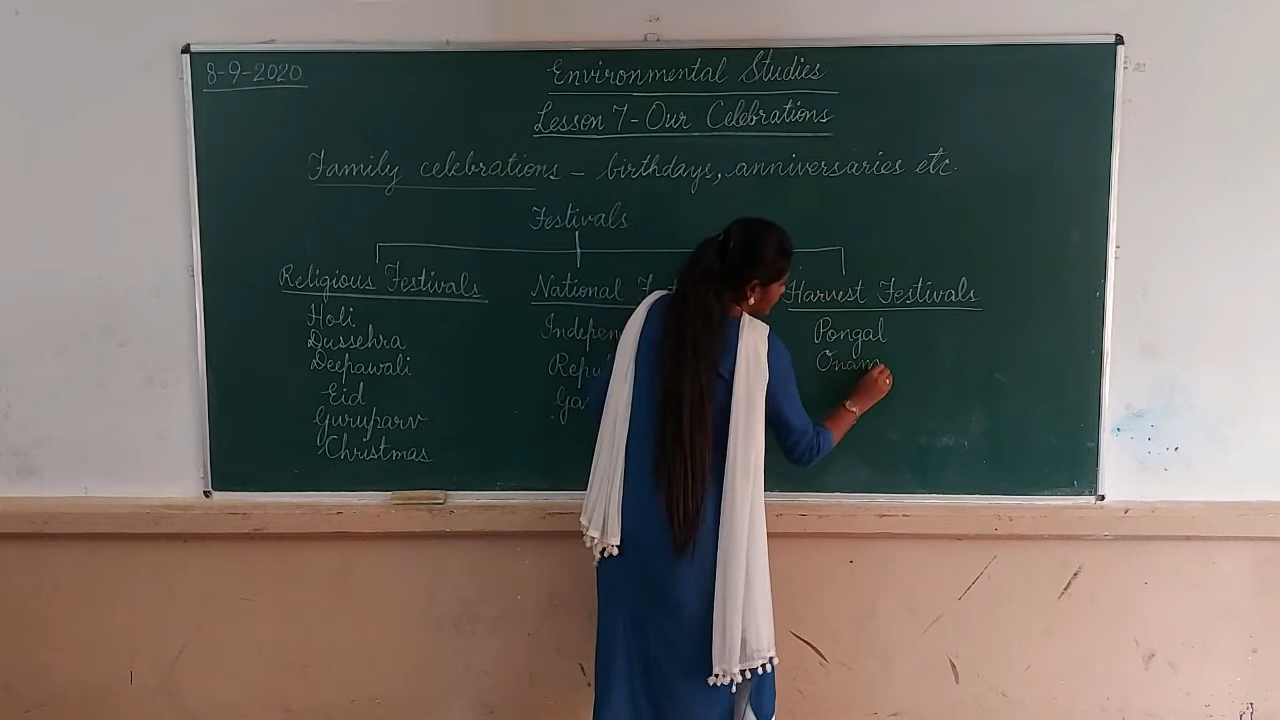 8-9-2020
Environmental Studies
Lesson 7 - Our Celebrations
Family celebrations - birthdays, anniversaries etc.
Festivals
Religious Festivals
Holi
Dussehra
Deepawali
Eid
Guruparv
Christmas
National
Harvest Festivals
Pongal
Onam